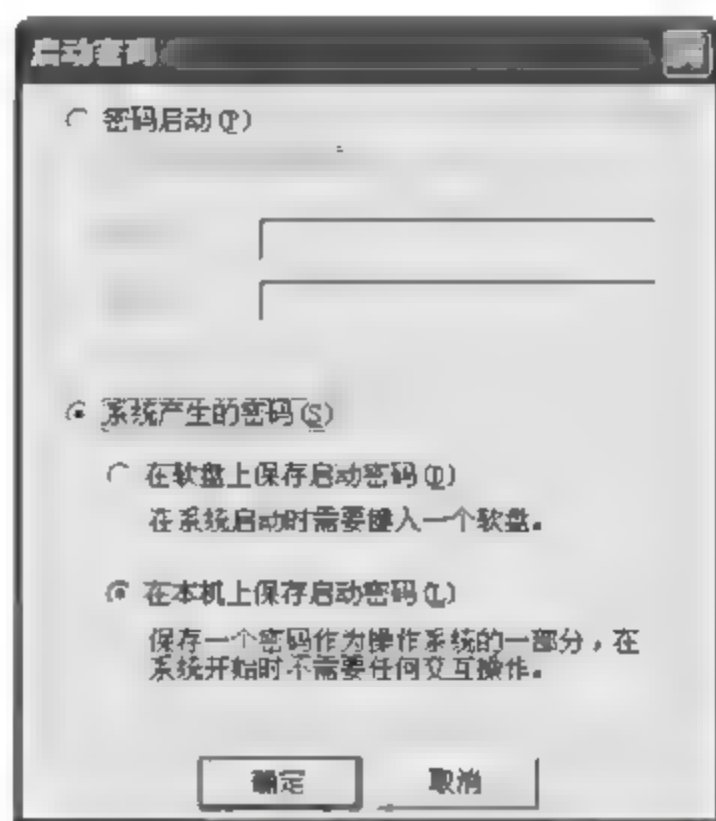 启动密码
密码启动(P)
系统产生的密码(S)
在软盘上保存启动密码(D)
在系统启动时需要键入一个软盘。
在本机上保存启动密码(L)
保存一个密码作为操作系统的一部分，在
系统开始时不需要任何交互操作。
确定
取消